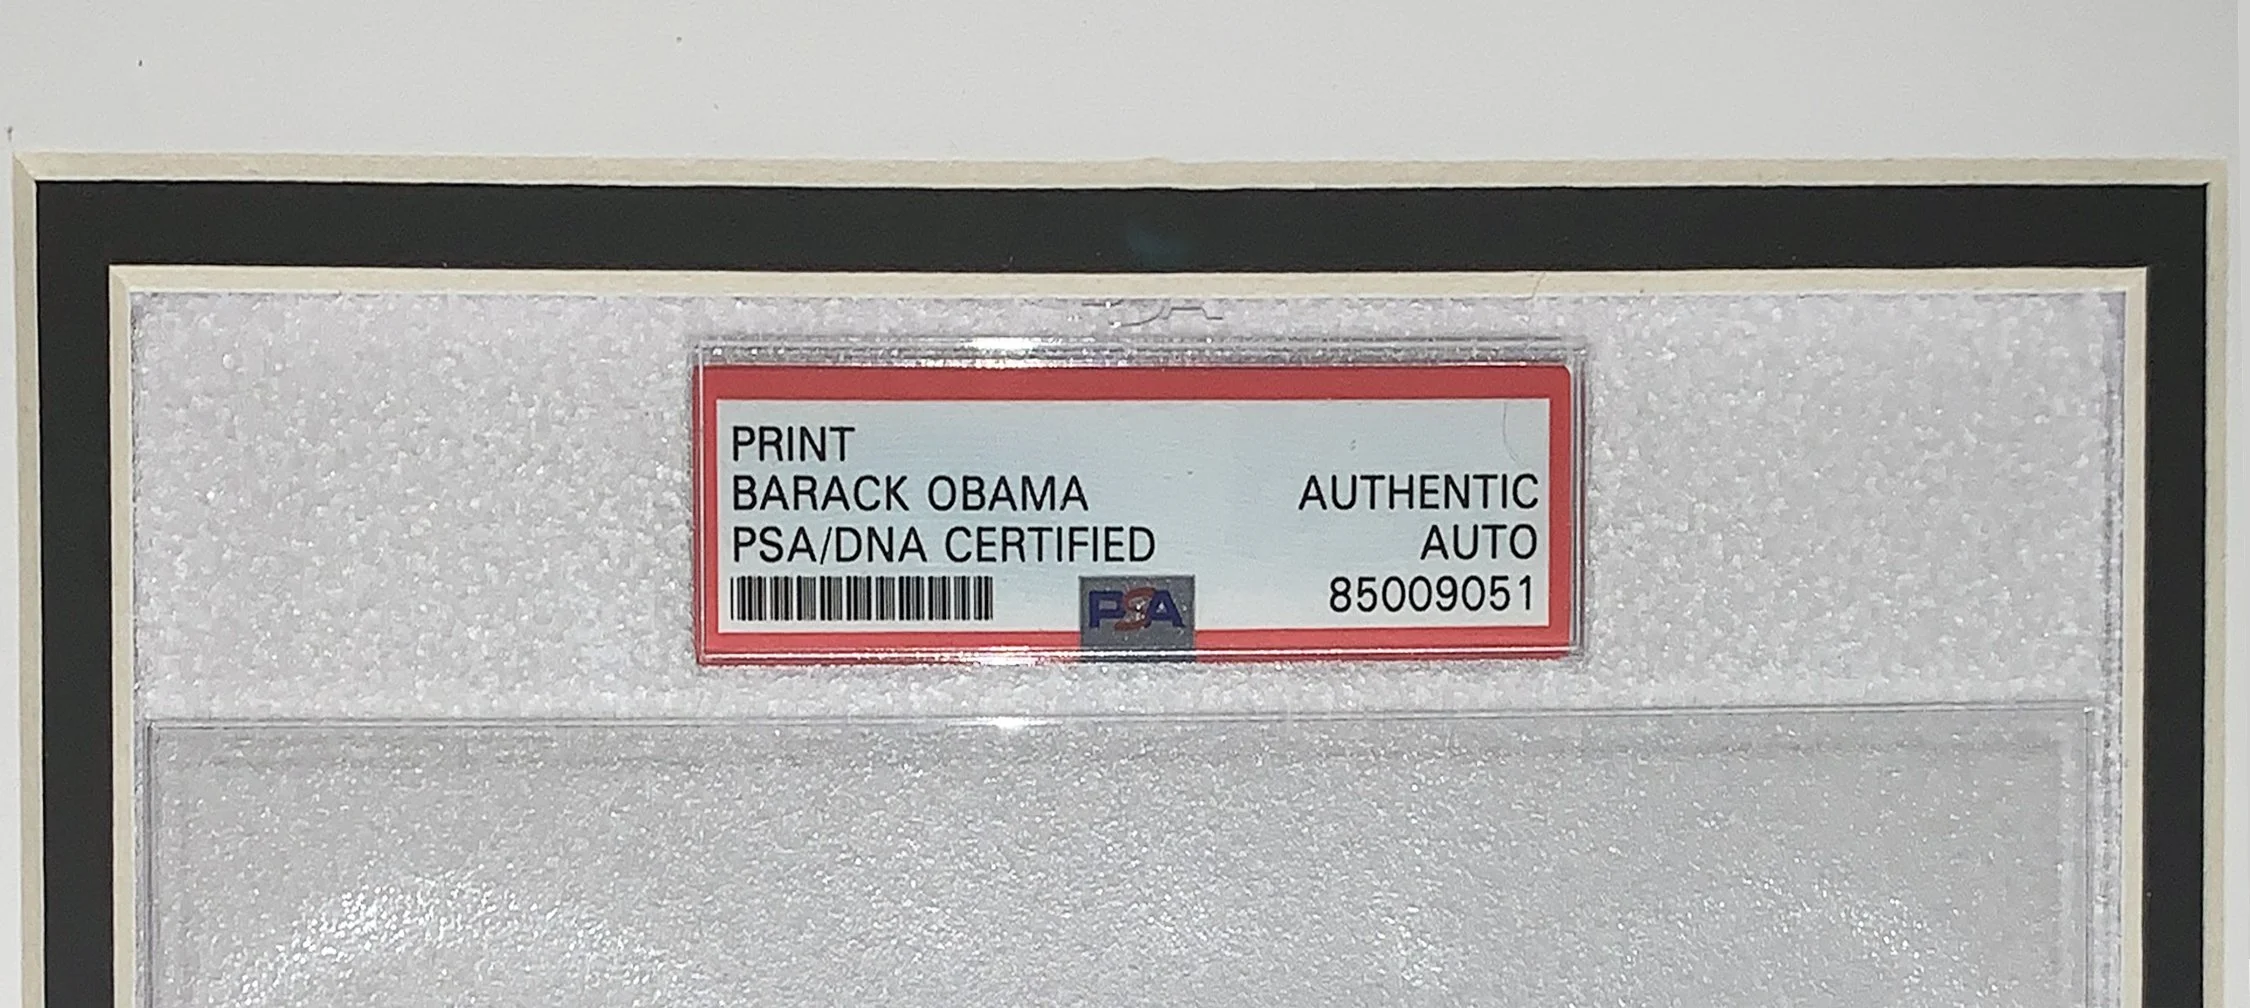 PRINT
BARACK OBAMA
AUTHENTIC
PSA/DNA CERTIFIED
AUTO
PSA
85009051